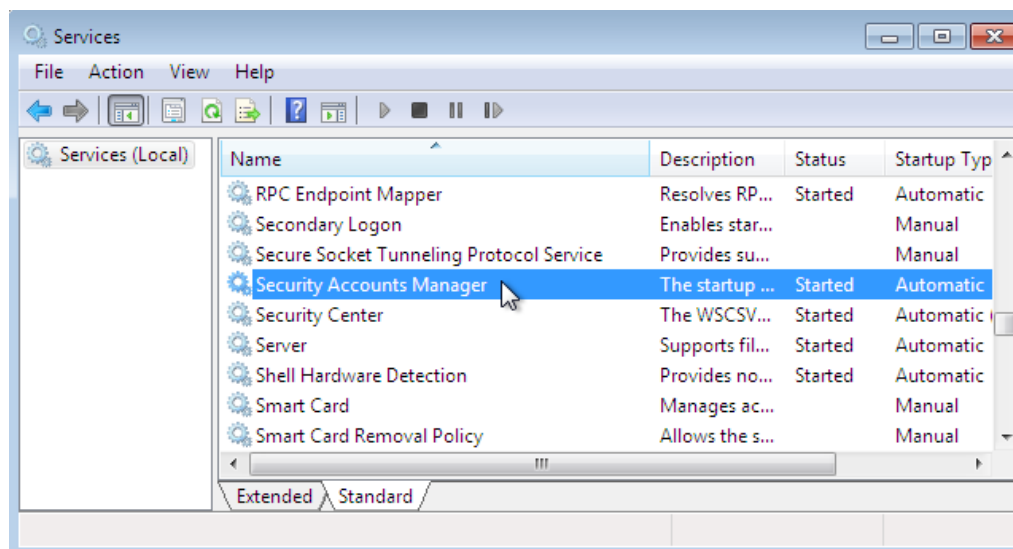 Services
File Action View Help
Services (Local)
Name Description Status Startup Typ
RPC Endpoint Mapper Resolves RP... Started Automatic
Secondary Logon Enables star... Manual
Secure Socket Tunneling Protocol Service Provides su... Manual
Security Accounts Manager The startup ... Started Automatic
Security Center The WSCSV... Started Automatic (
Server Supports fil... Started Automatic
Shell Hardware Detection Provides no... Started Automatic
Smart Card Manages ac... Manual
Smart Card Removal Policy Allows the s... Manual
Extended Standard